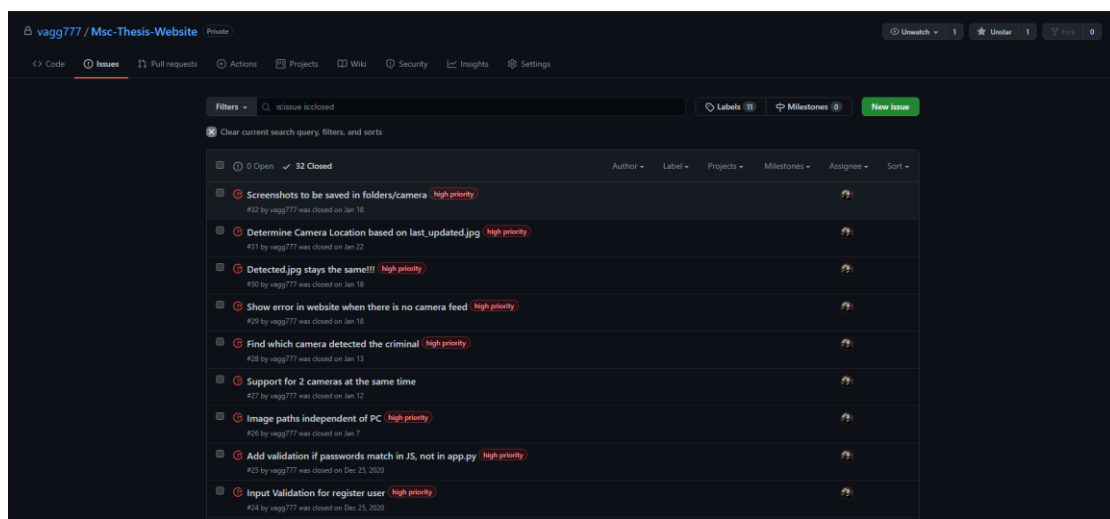 vagg777 / Msc-Thesis-Website Private
Unwatch 1 Unstar 1 Fork 0
Code Issues Pull requests Actions Projects Wiki Security Insights Settings
Filters is:issue is:closed Labels 11 Milestones 0 New issue
Clear current search query, filters, and sorts
0 Open 32 Closed Author Label Projects Milestones Assignee Sort
Screenshots to be saved in folders/camera high priority
#32 by vagg777 was closed on Jan 18
Determine Camera Location based on last_updated.jpg high priority
#31 by vagg777 was closed on Jan 22
Detected.jpg stays the same!!! high priority
#30 by vagg777 was closed on Jan 18
Show error in website when there is no camera feed high priority
#29 by vagg777 was closed on Jan 18
Find which camera detected the criminal high priority
#28 by vagg777 was closed on Jan 13
Support for 2 cameras at the same time
#27 by vagg777 was closed on Jan 12
Image paths independent of PC high priority
#26 by vagg777 was closed on Jan 7
Add validation if passwords match in JS, not in app.py high priority
#25 by vagg777 was closed on Dec 25, 2020
Input Validation for register user high priority
#24 by vagg777 was closed on Dec 25, 2020